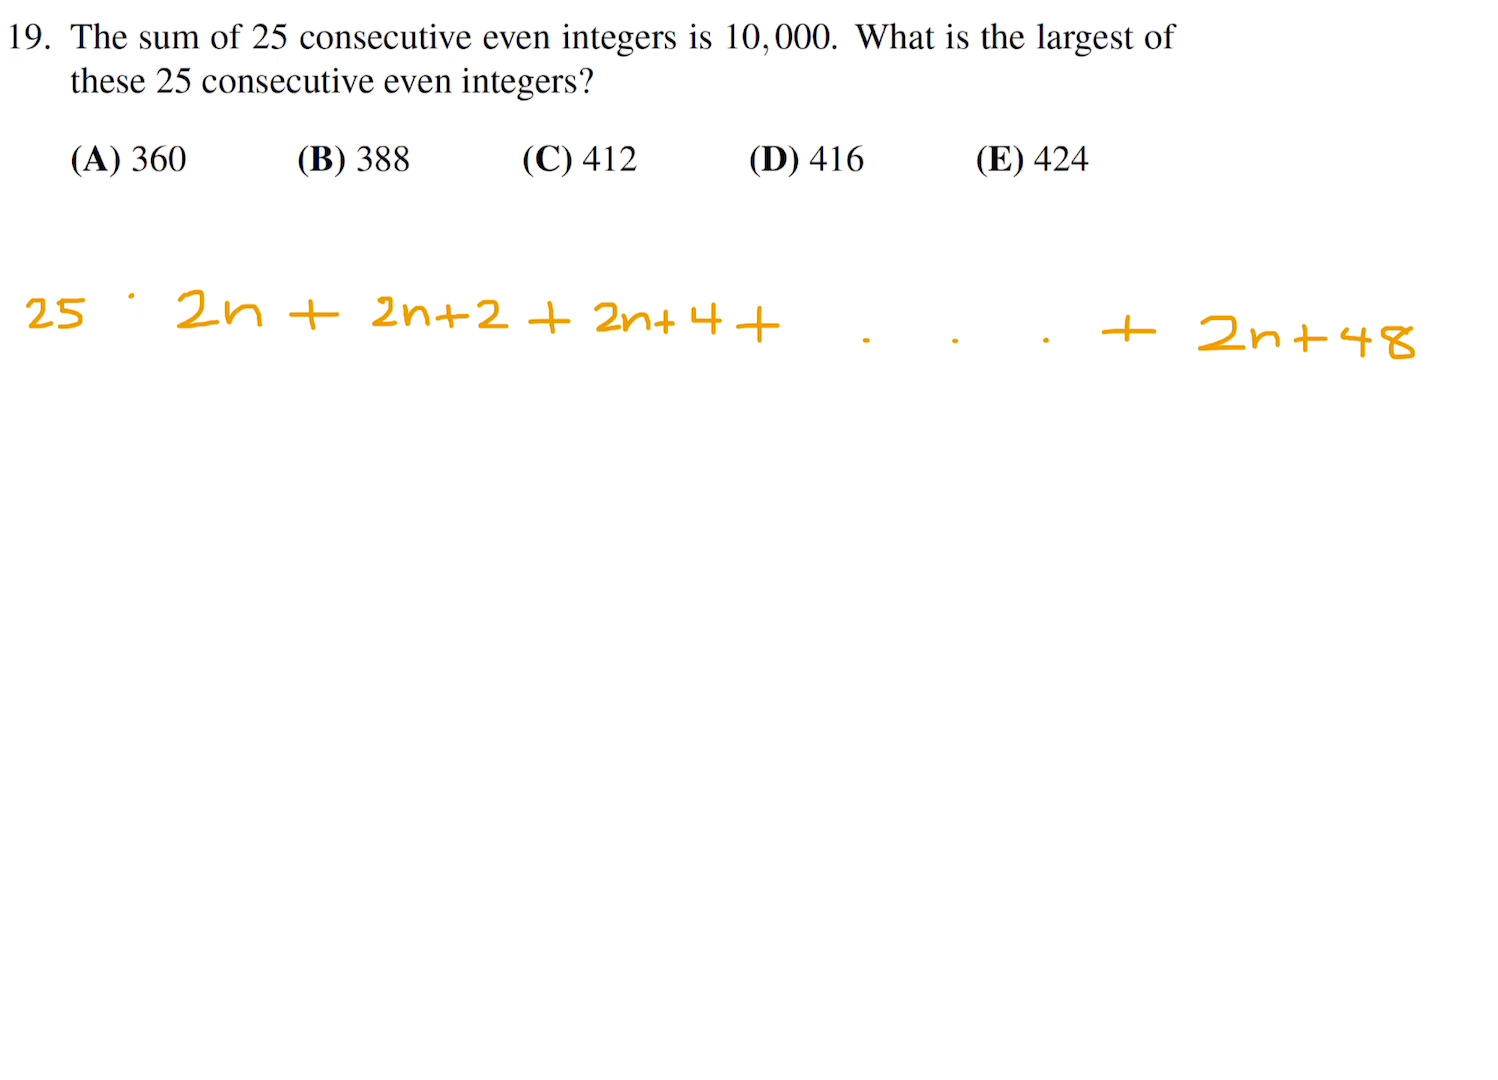 19. The sum of 25 consecutive even integers is 10,000. What is the largest of
these 25 consecutive even integers?
(A) 360 (B) 388 (C) 412 (D) 416 (E) 424
25 · 2n + 2n+2 + 2n+4 + . . . + 2n+48